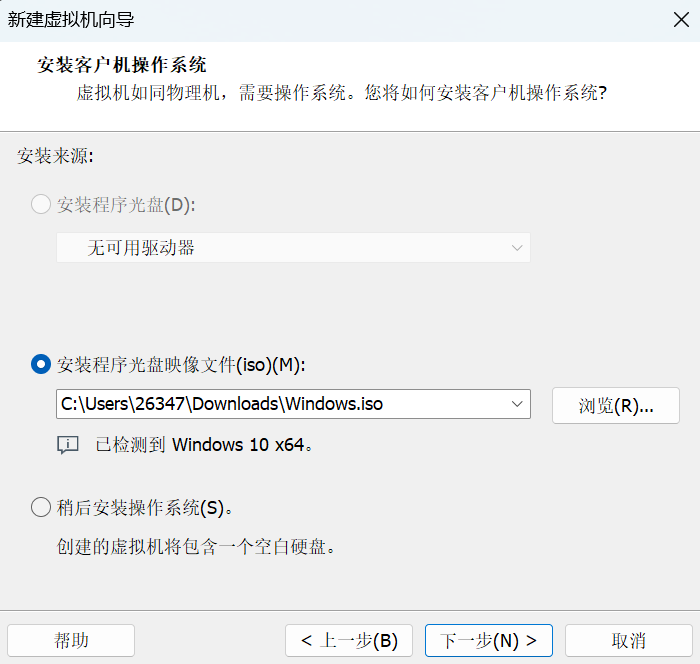 新建虚拟机向导
安装客户机操作系统
虚拟机如同物理机，需要操作系统。您将如何安装客户机操作系统?
安装来源:
安装程序光盘(D):
无可用驱动器
安装程序光盘映像文件(iso)(M):
C:\Users\26347\Downloads\Windows.iso
浏览(R)...
已检测到 Windows 10 x64。
稍后安装操作系统(S)。
创建的虚拟机将包含一个空白硬盘。
帮助
< 上一步(B)
下一步(N) >
取消